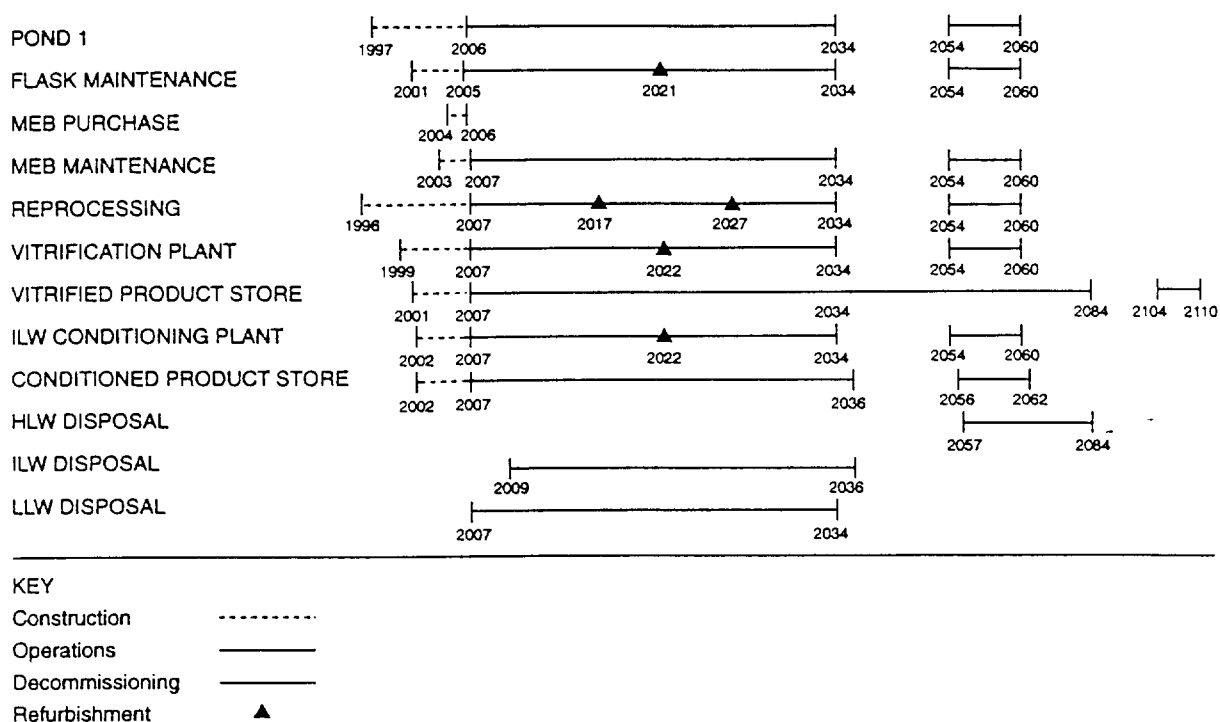 POND 1
1997 2006 2034 2054 2060
FLASK MAINTENANCE
2001 2005 2021 2034 2054 2060
MEB PURCHASE
2004 2006
MEB MAINTENANCE
2003 2007 2034 2054 2060
REPROCESSING
1996 2007 2017 2027 2034 2054 2060
VITRIFICATION PLANT
1999 2007 2022 2034 2054 2060
VITRIFIED PRODUCT STORE
2001 2007 2034 2084 2104 2110
ILW CONDITIONING PLANT
2002 2007 2022 2034 2054 2060
CONDITIONED PRODUCT STORE
2002 2007 2036 2056 2062
HLW DISPOSAL
2057 2084
ILW DISPOSAL
2009 2036
LLW DISPOSAL
2007 2034
KEY
Construction
Operations
Decommissioning
Refurbishment